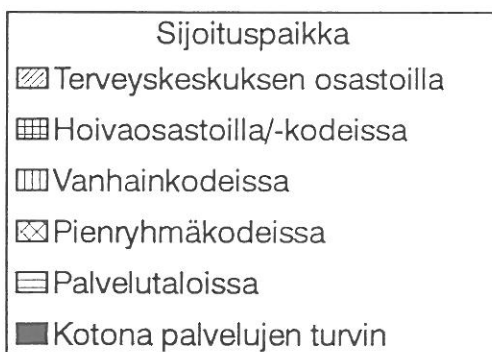 Sijoituspaikka
Terveyskeskuksen osastoilla
Hoivaosastoilla/-kodeissa
Vanhainkodeissa
Pienryhmäkodeissa
Palvelutaloissa
Kotona palvelujen turvin